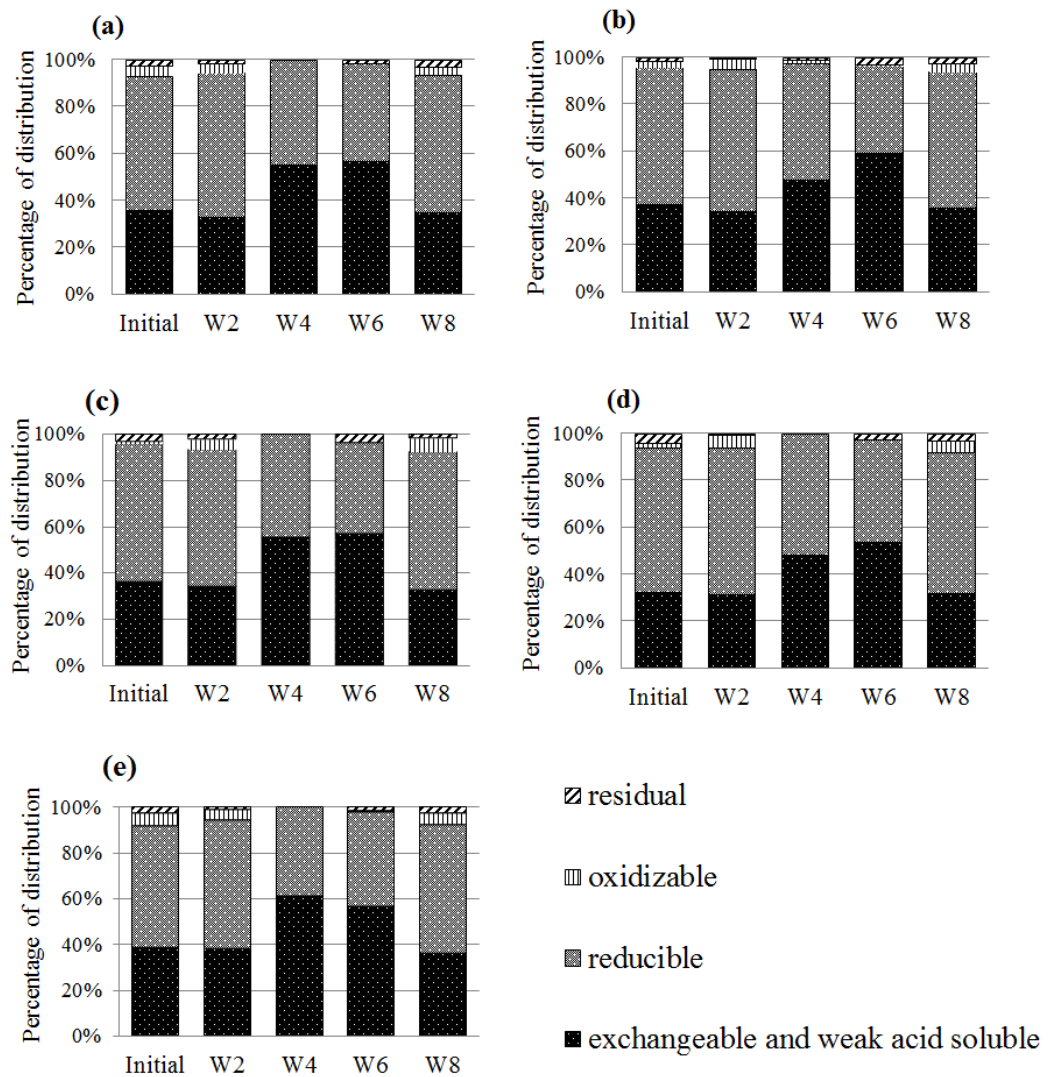 (a)
Percentage of distribution
100%
80%
60%
40%
20%
0%
Initial W2 W4 W6 W8
(b)
Percentage of distribution
100%
80%
60%
40%
20%
0%
Initial W2 W4 W6 W8
(c)
Percentage of distribution
100%
80%
60%
40%
20%
0%
Initial W2 W4 W6 W8
(d)
Percentage of distribution
100%
80%
60%
40%
20%
0%
Initial W2 W4 W6 W8
(e)
Percentage of distribution
100%
80%
60%
40%
20%
0%
Initial W2 W4 W6 W8
residual
oxidizable
reducible
exchangeable and weak acid soluble